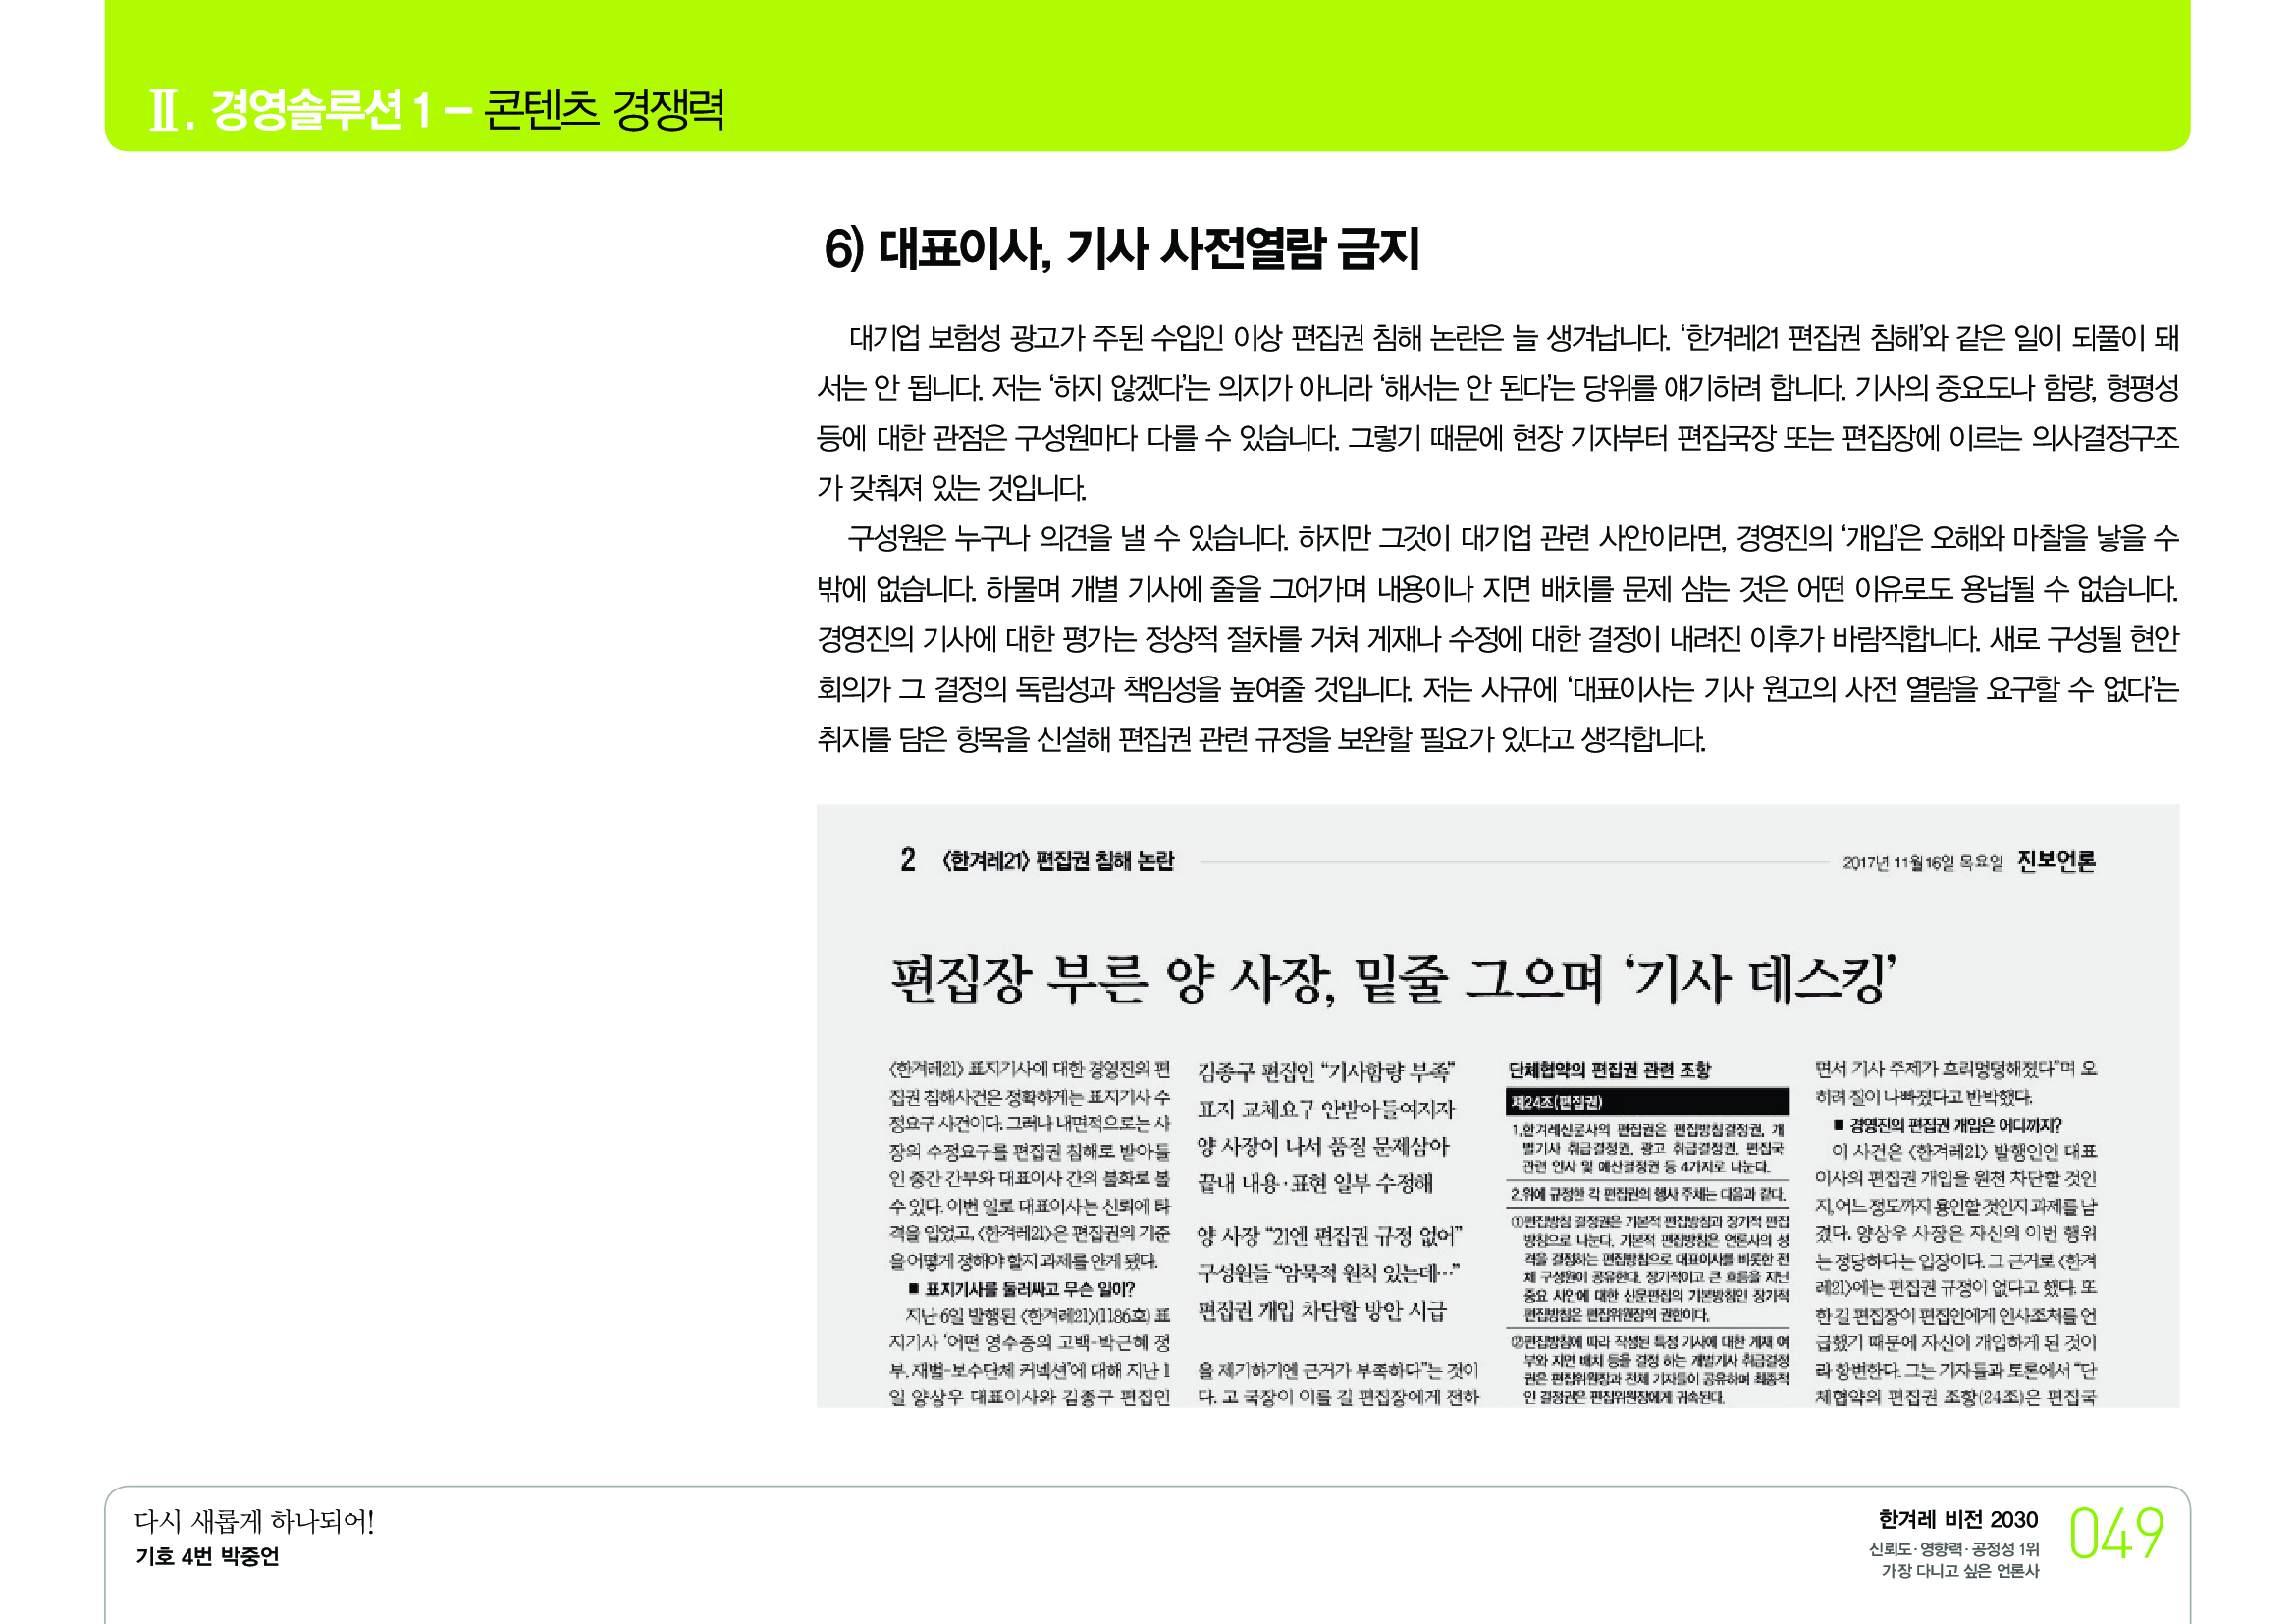 Ⅱ. 경영솔루션 1 – 콘텐츠 경쟁력
6) 대표이사, 기사 사전열람 금지
대기업 보험성 광고가 주된 수입인 이상 편집권 침해 논란은 늘 생겨납니다. ‘한겨레21 편집권 침해’와 같은 일이 되풀이 돼
서는 안 됩니다. 저는 ‘하지 않겠다’는 의지가 아니라 ‘해서는 안 된다’는 당위를 얘기하려 합니다. 기사의 중요도나 함량, 형평성
등에 대한 관점은 구성원마다 다를 수 있습니다. 그렇기 때문에 현장 기자부터 편집국장 또는 편집장에 이르는 의사결정구조
가 갖춰져 있는 것입니다.
구성원은 누구나 의견을 낼 수 있습니다. 하지만 그것이 대기업 관련 사안이라면, 경영진의 ‘개입’은 오해와 마찰을 낳을 수
밖에 없습니다. 하물며 개별 기사에 줄을 그어가며 내용이나 지면 배치를 문제 삼는 것은 어떤 이유로도 용납될 수 없습니다.
경영진의 기사에 대한 평가는 정상적 절차를 거쳐 게재나 수정에 대한 결정이 내려진 이후가 바람직합니다. 새로 구성될 현안
회의가 그 결정의 독립성과 책임성을 높여줄 것입니다. 저는 사규에 ‘대표이사는 기사 원고의 사전 열람을 요구할 수 없다’는
취지를 담은 항목을 신설해 편집권 관련 규정을 보완할 필요가 있다고 생각합니다.
2 〈한겨레21〉 편집권 침해 논란
2017년 11월 16일 목요일 진보언론
편집장 부른 양 사장, 밑줄 그으며 ‘기사 데스킹’
〈한겨레21〉 표지기사에 대한 경영진의 편
집권 침해사건은 정확하게는 표지기사 수
정요구 사건이다. 그러나 내면적으로는 사
장의 수정요구를 편집권 침해로 받아들
인 중간 간부와 대표이사 간의 불화로 볼
수 있다. 이번 일로 대표이사는 신뢰에 타
격을 입었고, 〈한겨레21〉은 편집권의 기준
을 어떻게 정해야 할지 과제를 안게 됐다.
■ 표지기사를 둘러싸고 무슨 일이?
지난 6일 발행된 〈한겨레21〉(1186호) 표
지기사 ‘어떤 영수증의 고백-박근혜 정
부, 재벌-보수단체 커넥션’에 대해 지난 1
일 양상우 대표이사와 김종구 편집인
김종구 편집인 “기사함량 부족”
표지 교체요구 안받아들여지자
양 사장이 나서 품질 문제삼아
끝내 내용·표현 일부 수정해
양 사장 “21엔 편집권 규정 없어”
구성원들 “암묵적 원칙 있는데…”
편집권 개입 차단할 방안 시급
을 제기하기엔 근거가 부족하다”는 것이
다. 고 국장이 이를 길 편집장에게 전하
단체협약의 편집권 관련 조항
제24조(편집권)
1.한겨레신문사의 편집권은 편집방침결정권, 개
별기사 취급결정권, 광고 취급결정권, 편집국
관련 인사 및 예산결정권 등 4가지로 나눈다.
2.위에 규정한 각 편집권의 행사 주체는 다음과 같다.
①편집방침 결정권은 기본적 편집방침과 장기적 편집
방침으로 나눈다. 기본적 편집방침은 언론사의 성
격을 결정하는 편집방침으로 대표이사를 비롯한 전
체 구성원이 공유한다. 장기적이고 큰 흐름을 지닌
중요 사안에 대한 신문편집의 기본방침인 장기적
편집방침은 편집위원장의 권한이다.
②편집방침에 따라 작성된 특정 기사에 대한 게재 여
부와 지면 배치 등을 결정 하는 개별기사 취급결정
권은 편집위원장과 전체 기자들이 공유하며 최종적
인 결정권은 편집위원장에게 귀속된다.
면서 기사 주제가 흐리멍덩해졌다”며 오
히려 질이 나빠졌다고 반박했다.
■ 경영진의 편집권 개입은 어디까지?
이 사건은 〈한겨레21〉 발행인인 대표
이사의 편집권 개입을 원천 차단할 것인
지, 어느 정도까지 용인할 것인지 과제를 남
겼다. 양상우 사장은 자신의 이번 행위
는 정당하다는 입장이다. 그 근거로 〈한겨
레21〉에는 편집권 규정이 없다고 했다. 또
한 길 편집장이 편집인에게 인사조처를 언
급했기 때문에 자신이 개입하게 된 것이
라 항변한다. 그는 기자들과 토론에서 “단
체협약의 편집권 조항(24조)은 편집국
다시 새롭게 하나되어!
기호 4번 박중언
한겨레 비전 2030
신뢰도·영향력·공정성 1위
가장 다니고 싶은 언론사
049